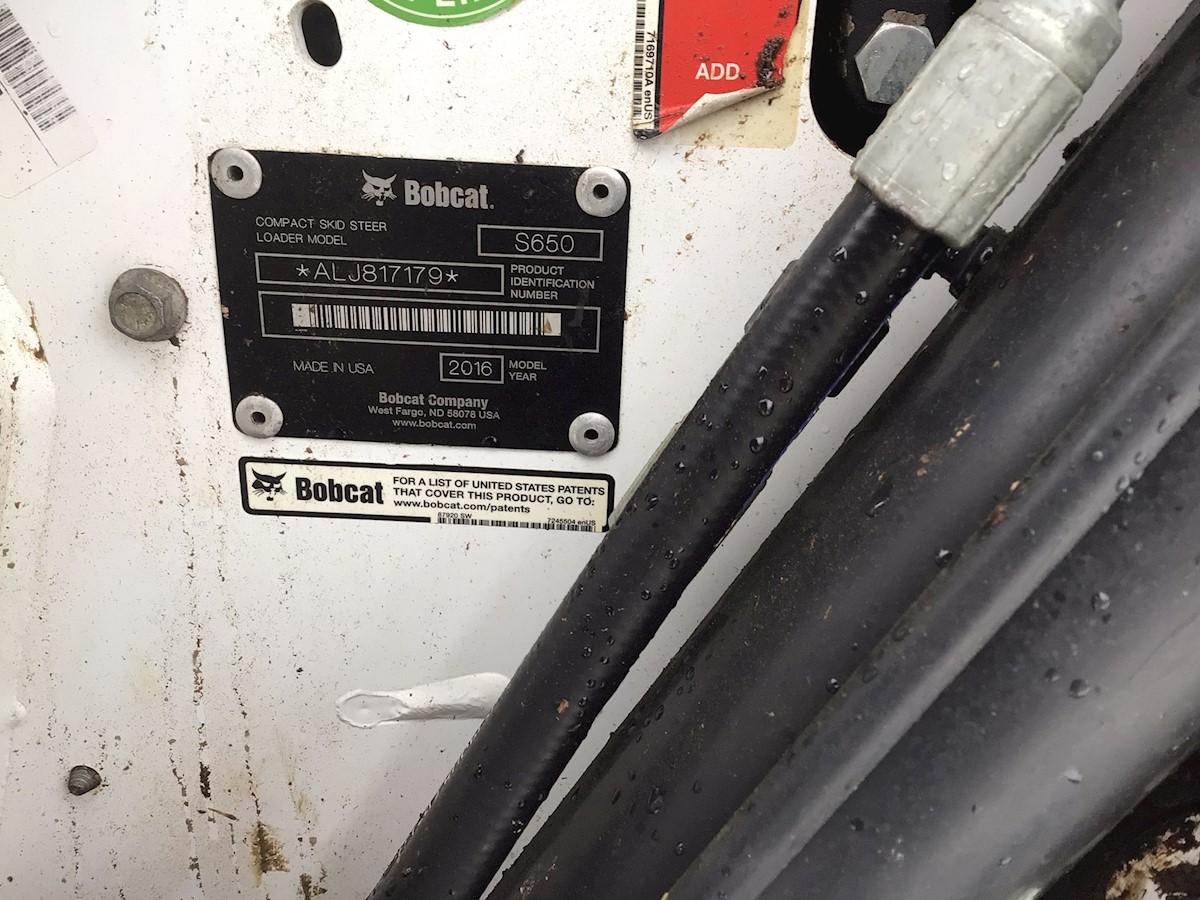 ADD
7169710A enUS
Bobcat.
COMPACT SKID STEER
LOADER MODEL
S650
*ALJ817179*
PRODUCT
IDENTIFICATION
NUMBER
MADE IN USA
2016
MODEL
YEAR
Bobcat Company
West Fargo, ND 58078 USA
www.bobcat.com
Bobcat
FOR A LIST OF UNITED STATES PATENTS
THAT COVER THIS PRODUCT, GO TO:
www.bobcat.com/patents
87920 SW
7245504 enUS